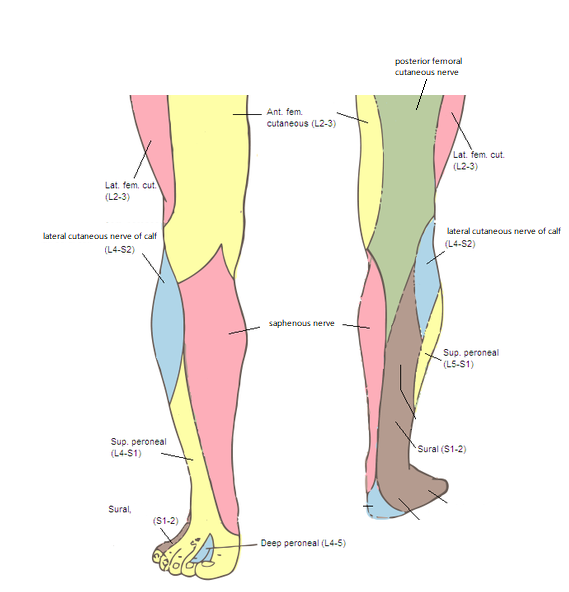 posterior femoral
cutaneous nerve
Ant. fem.
cutaneous (L2-3)
Lat. fem. cut.
(L2-3)
Lat. fem. cut.
(L2-3)
lateral cutaneous nerve of calf
(L4-S2)
lateral cutaneous nerve of calf
(L4-S2)
saphenous nerve
Sup. peroneal
(L5-S1)
Sup. peroneal
(L4-S1)
Sural (S1-2)
Sural,
(S1-2)
Deep peroneal (L4-5)